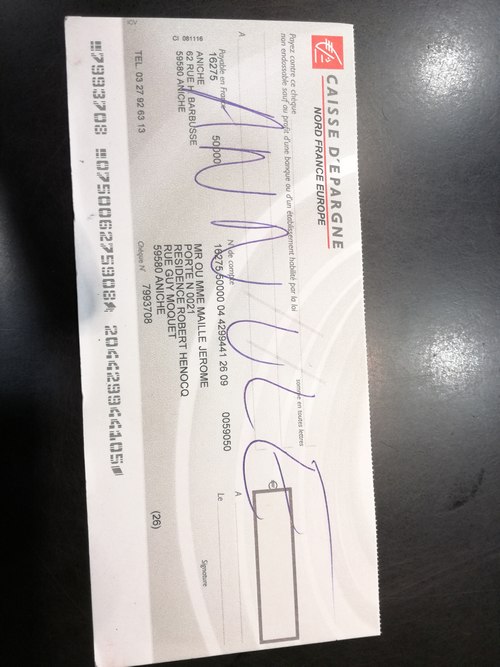 CAISSE D'EPARGNE
NORD FRANCE EUROPE
Payez contre ce chèque
non endossable sauf au profit d'une banque ou d'un établissement habilité par la loi
somme en toutes lettres
ANNULÉ
A
€
Payable en France
16275 50000
N° de compte
16275 50000 04 4299441 26 09 0059050
A
Le
CI 081116
ANICHE
62 RUE H BARBUSSE
59580 ANICHE
MR OU MME MAILLE JEROME
PORTE N 0021
RESIDENCE ROBERT HENOCQ
RUE GUY MOQUET
59580 ANICHE
Signature
TEL. 03 27 92 63 13
Chèque N° 7993708
(26)
7993708 075006275908 204429944105